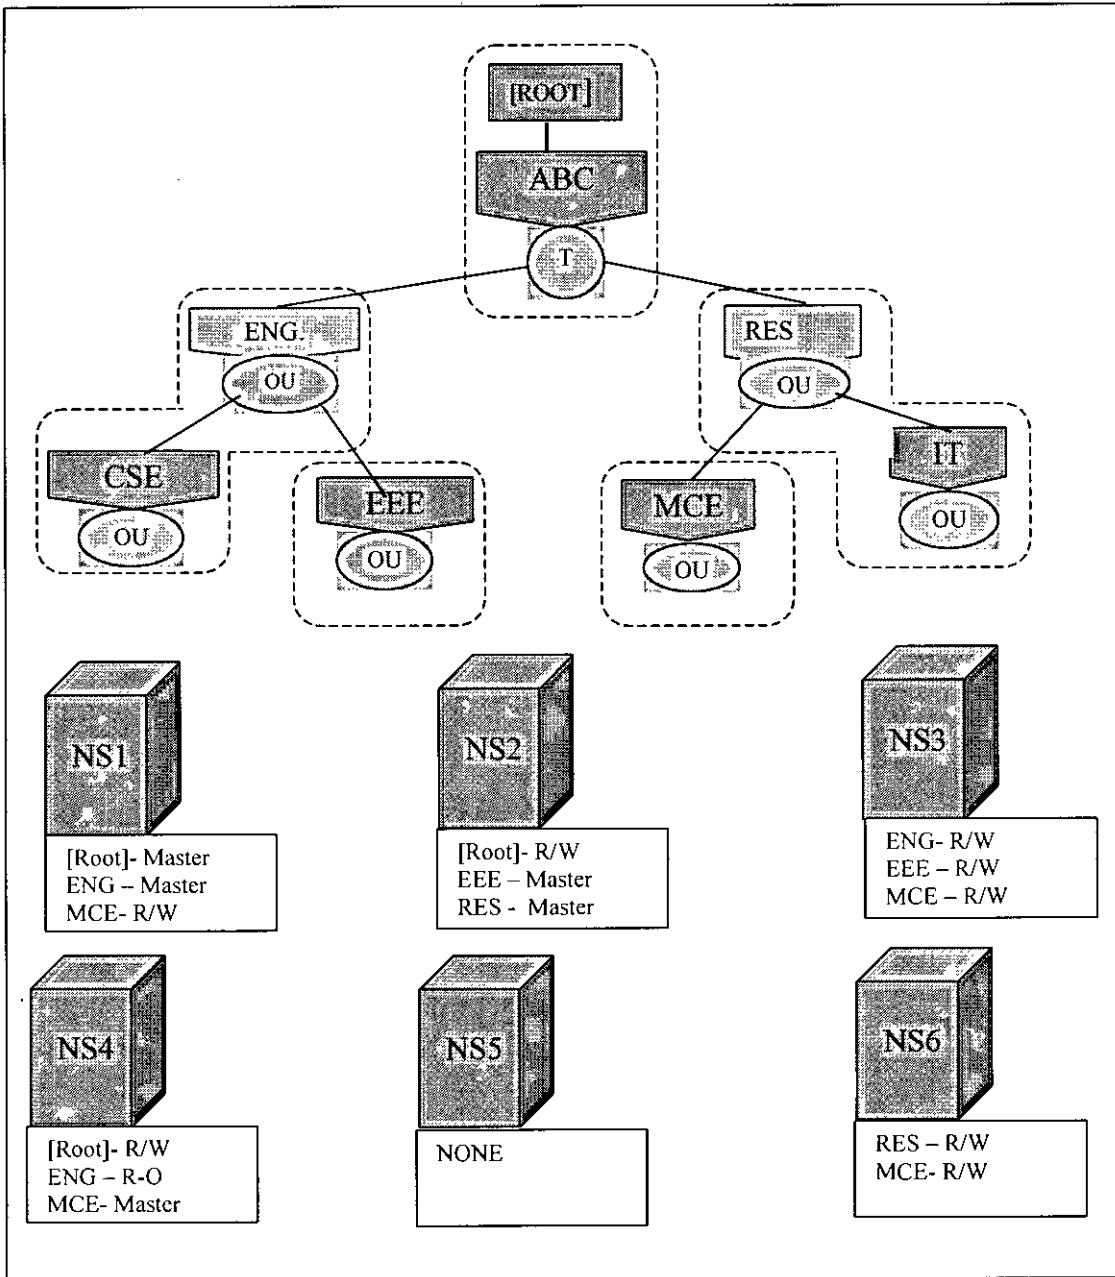 [ROOT]
ABC
T
ENG.
RES
OU
OU
CSE
EEE
MCE
IT
OU
OU
OU
OU
NS1
NS2
NS3
[Root]- Master
ENG – Master
MCE- R/W
[Root]- R/W
EEE – Master
RES - Master
ENG- R/W
EEE – R/W
MCE – R/W
NS4
NS5
NS6
[Root]- R/W
ENG – R-O
MCE- Master
NONE
RES – R/W
MCE- R/W